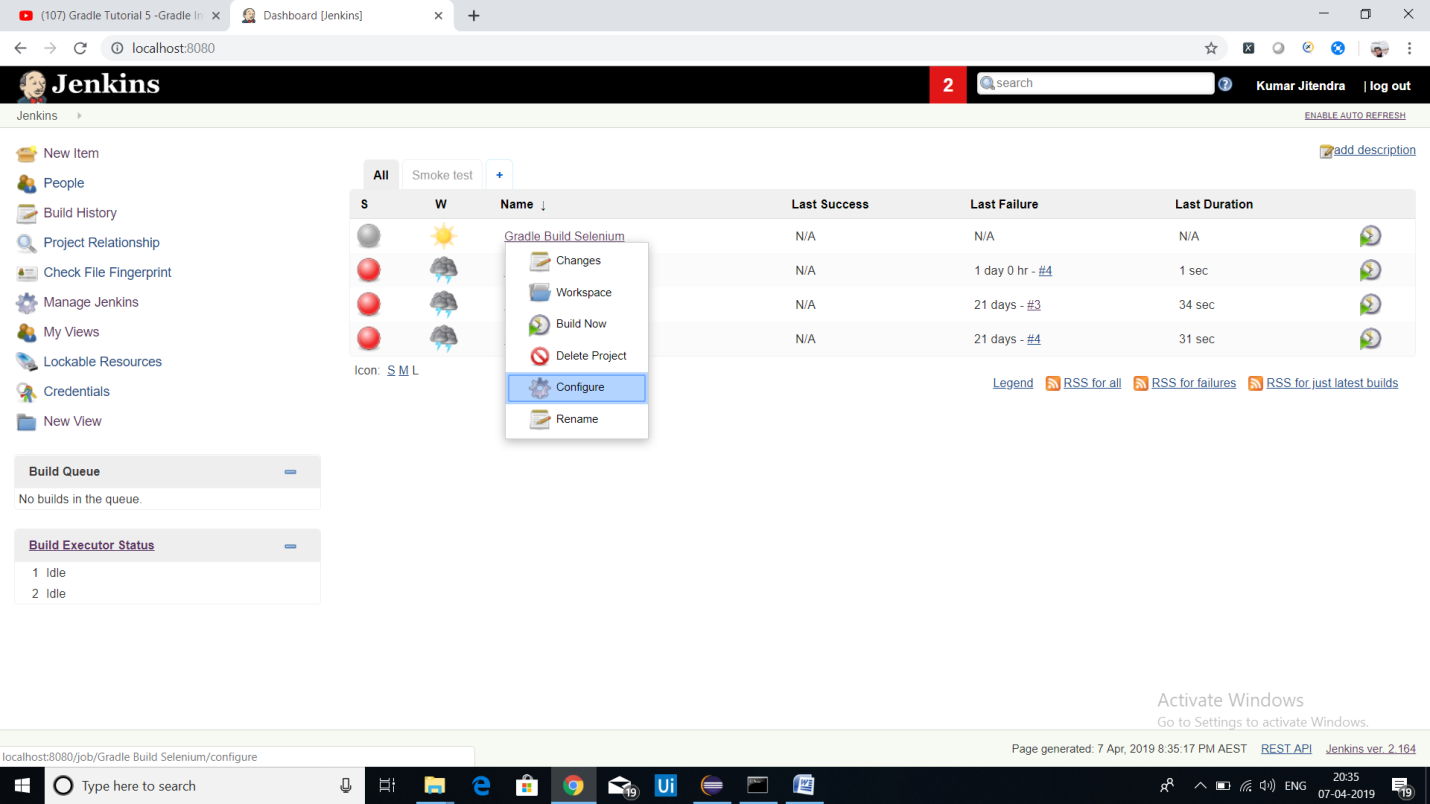 (107) Gradle Tutorial 5 -Gradle In
Dashboard [Jenkins]
localhost:8080
Jenkins
2
search
Kumar Jitendra
| log out
Jenkins
ENABLE AUTO REFRESH
New Item
People
Build History
Project Relationship
Check File Fingerprint
Manage Jenkins
My Views
Lockable Resources
Credentials
New View
Build Queue
No builds in the queue.
Build Executor Status
1 Idle
2 Idle
add description
All
Smoke test
+
S W Name ↓ Last Success Last Failure Last Duration
Gradle Build Selenium N/A N/A N/A
N/A 1 day 0 hr - #4 1 sec
N/A 21 days - #3 34 sec
N/A 21 days - #4 31 sec
Changes
Workspace
Build Now
Delete Project
Configure
Rename
Icon: S M L
Legend RSS for all RSS for failures RSS for just latest builds
Activate Windows
Go to Settings to activate Windows.
localhost:8080/job/Gradle Build Selenium/configure
Page generated: 7 Apr, 2019 8:35:17 PM AEST REST API Jenkins ver. 2.164
Type here to search
19
Ui
ENG
20:35
07-04-2019
19